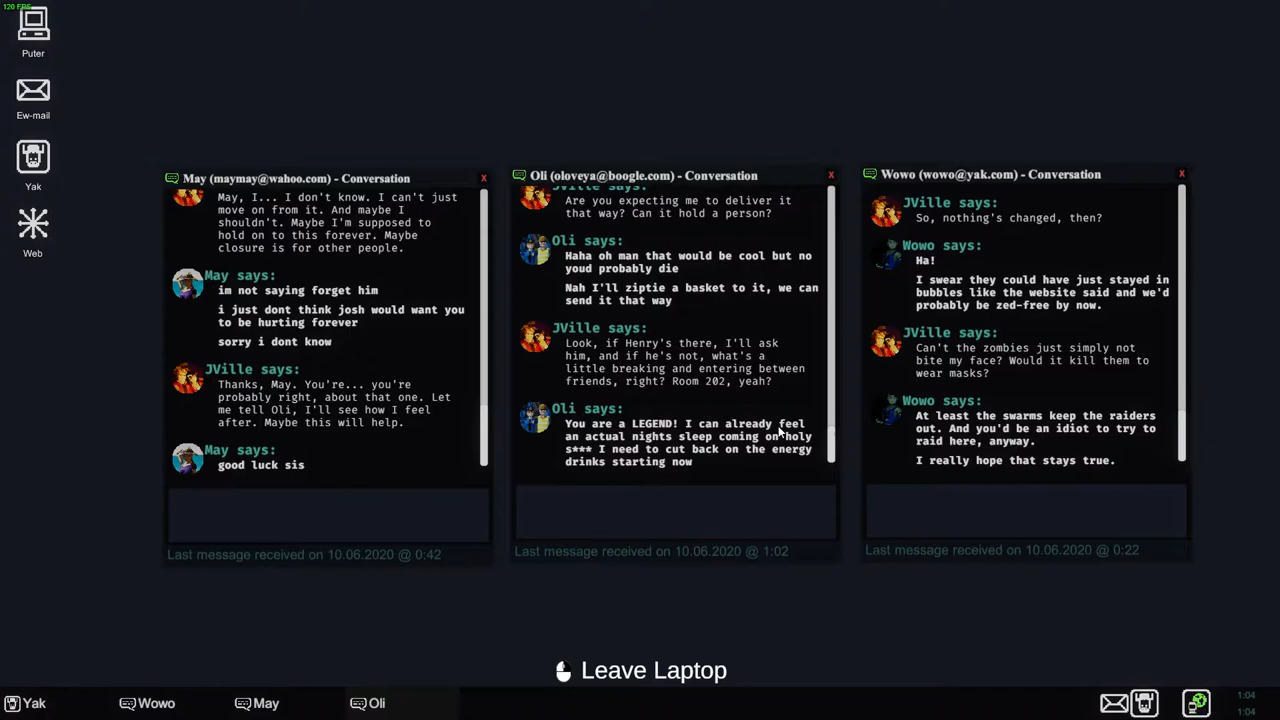 120 FPS
Puter
Ew-mail
Yak
Web
May (maymay@wahoo.com) - Conversation
X
May, I... I don't know. I can't just
move on from it. And maybe I
shouldn't. Maybe I'm supposed to
hold on to this forever. Maybe
closure is for other people.
May says:
im not saying forget him
i just dont think josh would want you
to be hurting forever
sorry i dont know
JVille says:
Thanks, May. You're... you're
probably right, about that one. Let
me tell Oli, I'll see how I feel
after. Maybe this will help.
May says:
good luck sis
Last message received on 10.06.2020 @ 0:42
Oli (oloveya@boogle.com) - Conversation
X
JVille says:
Are you expecting me to deliver it
that way? Can it hold a person?
Oli says:
Haha oh man that would be cool but no
youd probably die
Nah I'll ziptie a basket to it, we can
send it that way
JVille says:
Look, if Henry's there, I'll ask
him, and if he's not, what's a
little breaking and entering between
friends, right? Room 202, yeah?
Oli says:
You are a LEGEND! I can already feel
an actual nights sleep coming on holy
s*** I need to cut back on the energy
drinks starting now
Last message received on 10.06.2020 @ 1:02
Wowo (wowo@yak.com) - Conversation
X
JVille says:
So, nothing's changed, then?
Wowo says:
Ha!
I swear they could have just stayed in
bubbles like the website said and we'd
probably be zed-free by now.
JVille says:
Can't the zombies just simply not
bite my face? Would it kill them to
wear masks?
Wowo says:
At least the swarms keep the raiders
out. And you'd be an idiot to try to
raid here, anyway.
I really hope that stays true.
Last message received on 10.06.2020 @ 0:22
Leave Laptop
Yak
Wowo
May
Oli
1:04
1:04